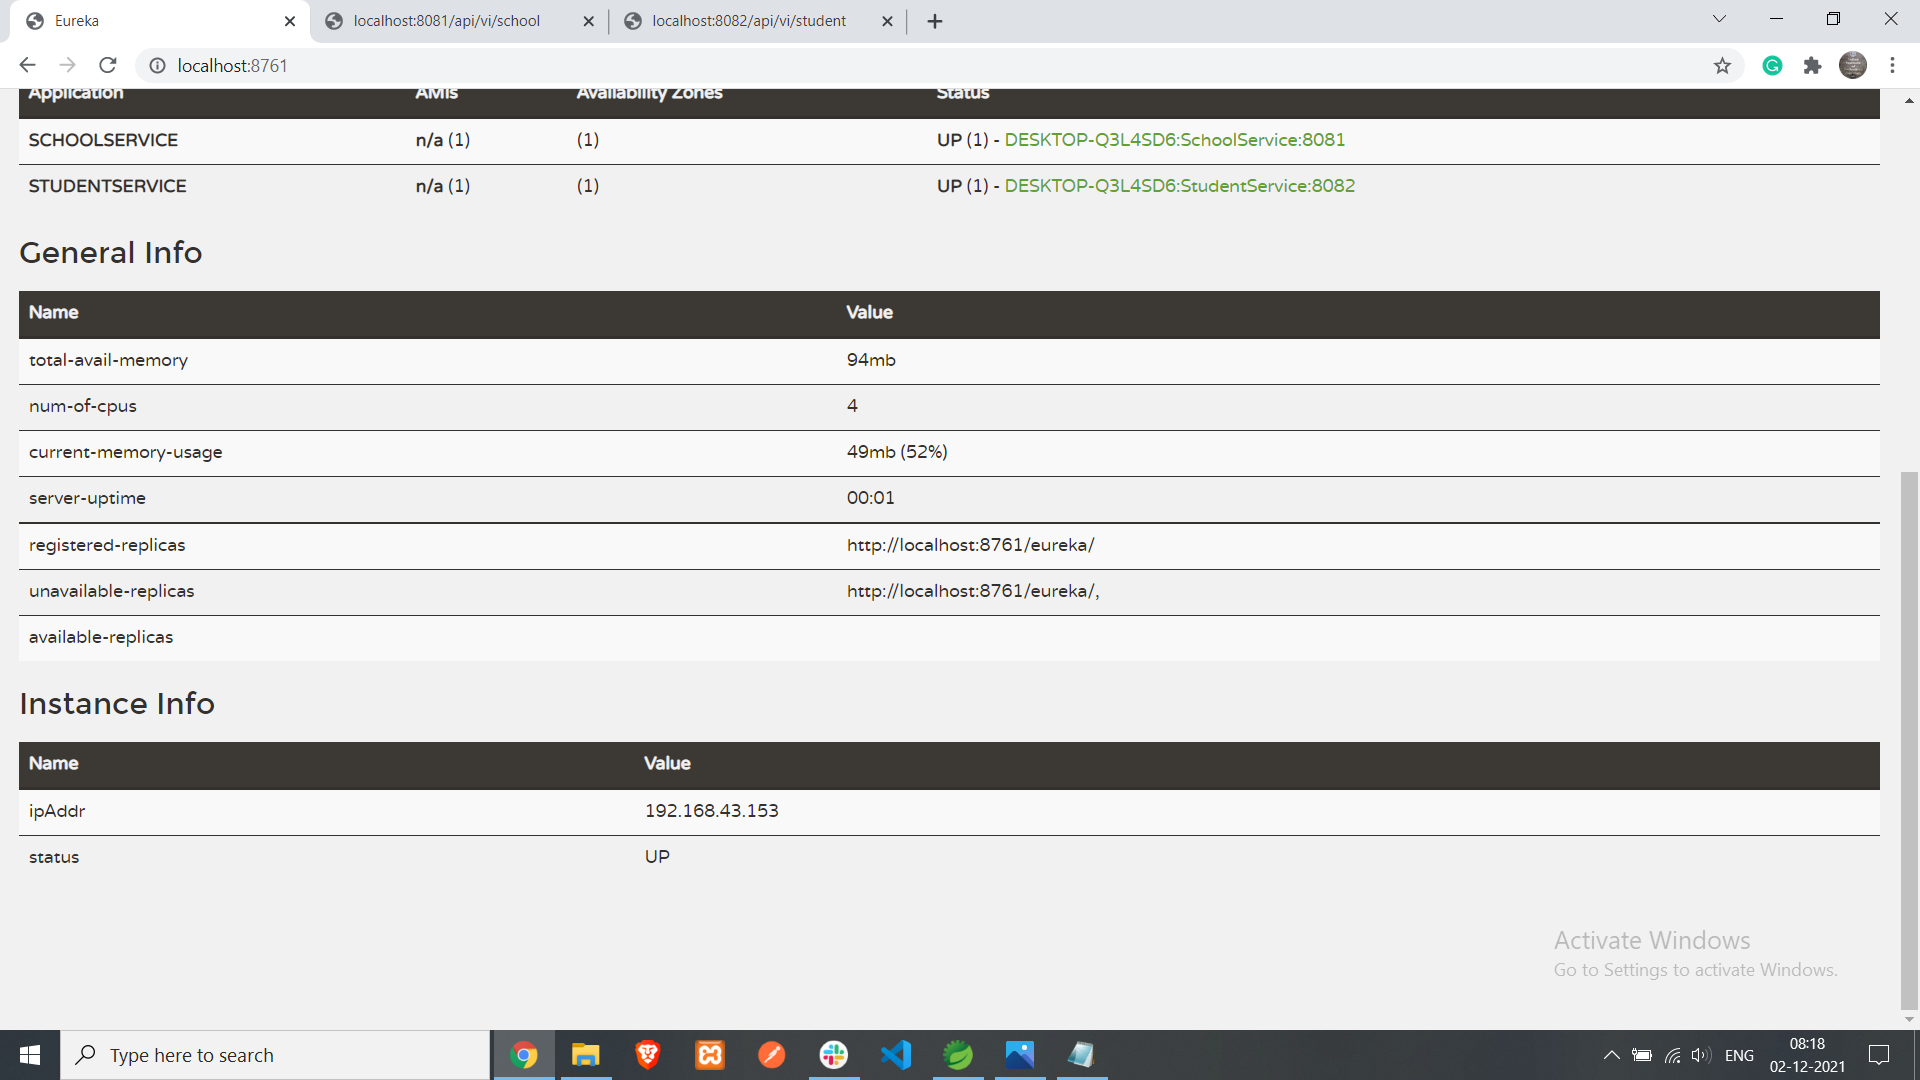 Eureka
localhost:8081/api/vi/school
localhost:8082/api/vi/student
localhost:8761
Application AMIs Availability Zones Status
SCHOOLSERVICE n/a (1) (1) UP (1) - DESKTOP-Q3L4SD6:SchoolService:8081
STUDENTSERVICE n/a (1) (1) UP (1) - DESKTOP-Q3L4SD6:StudentService:8082
General Info
Name Value
total-avail-memory 94mb
num-of-cpus 4
current-memory-usage 49mb (52%)
server-uptime 00:01
registered-replicas http://localhost:8761/eureka/
unavailable-replicas http://localhost:8761/eureka/,
available-replicas
Instance Info
Name Value
ipAddr 192.168.43.153
status UP
Activate Windows
Go to Settings to activate Windows.
Type here to search
ENG
08:18
02-12-2021